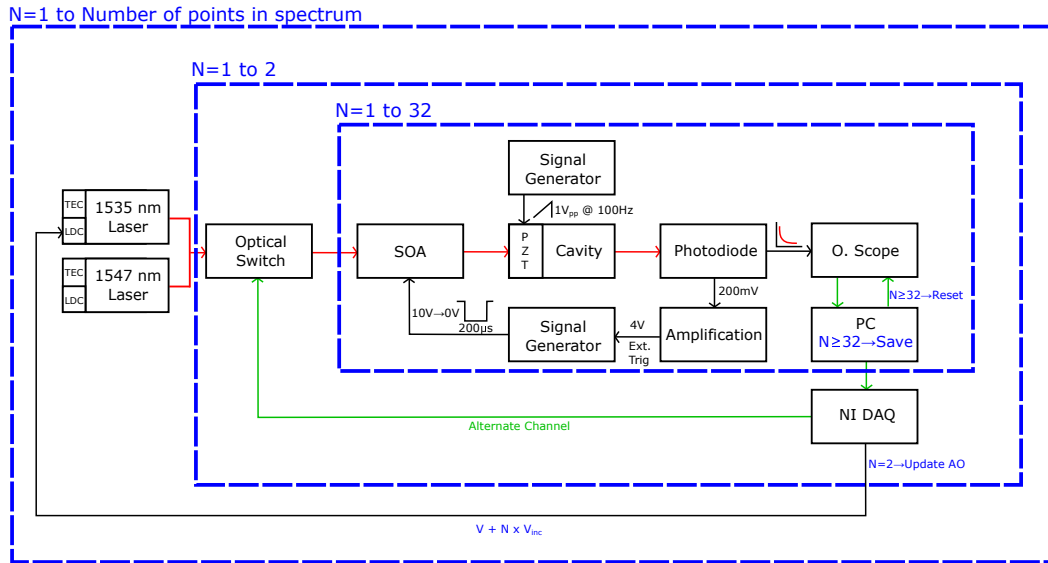 N=1 to Number of points in spectrum
N=1 to 2
N=1 to 32
Signal
Generator
1Vpp @ 100Hz
TEC
LDC
1535 nm
Laser
TEC
LDC
1547 nm
Laser
Optical
Switch
SOA
P
Z
T
Cavity
Photodiode
O. Scope
200mV
N≥32→Reset
10V→0V
200µs
Signal
Generator
4V
Ext.
Trig
Amplification
PC
N≥32→Save
NI DAQ
Alternate Channel
N=2→Update AO
V + N x Vinc